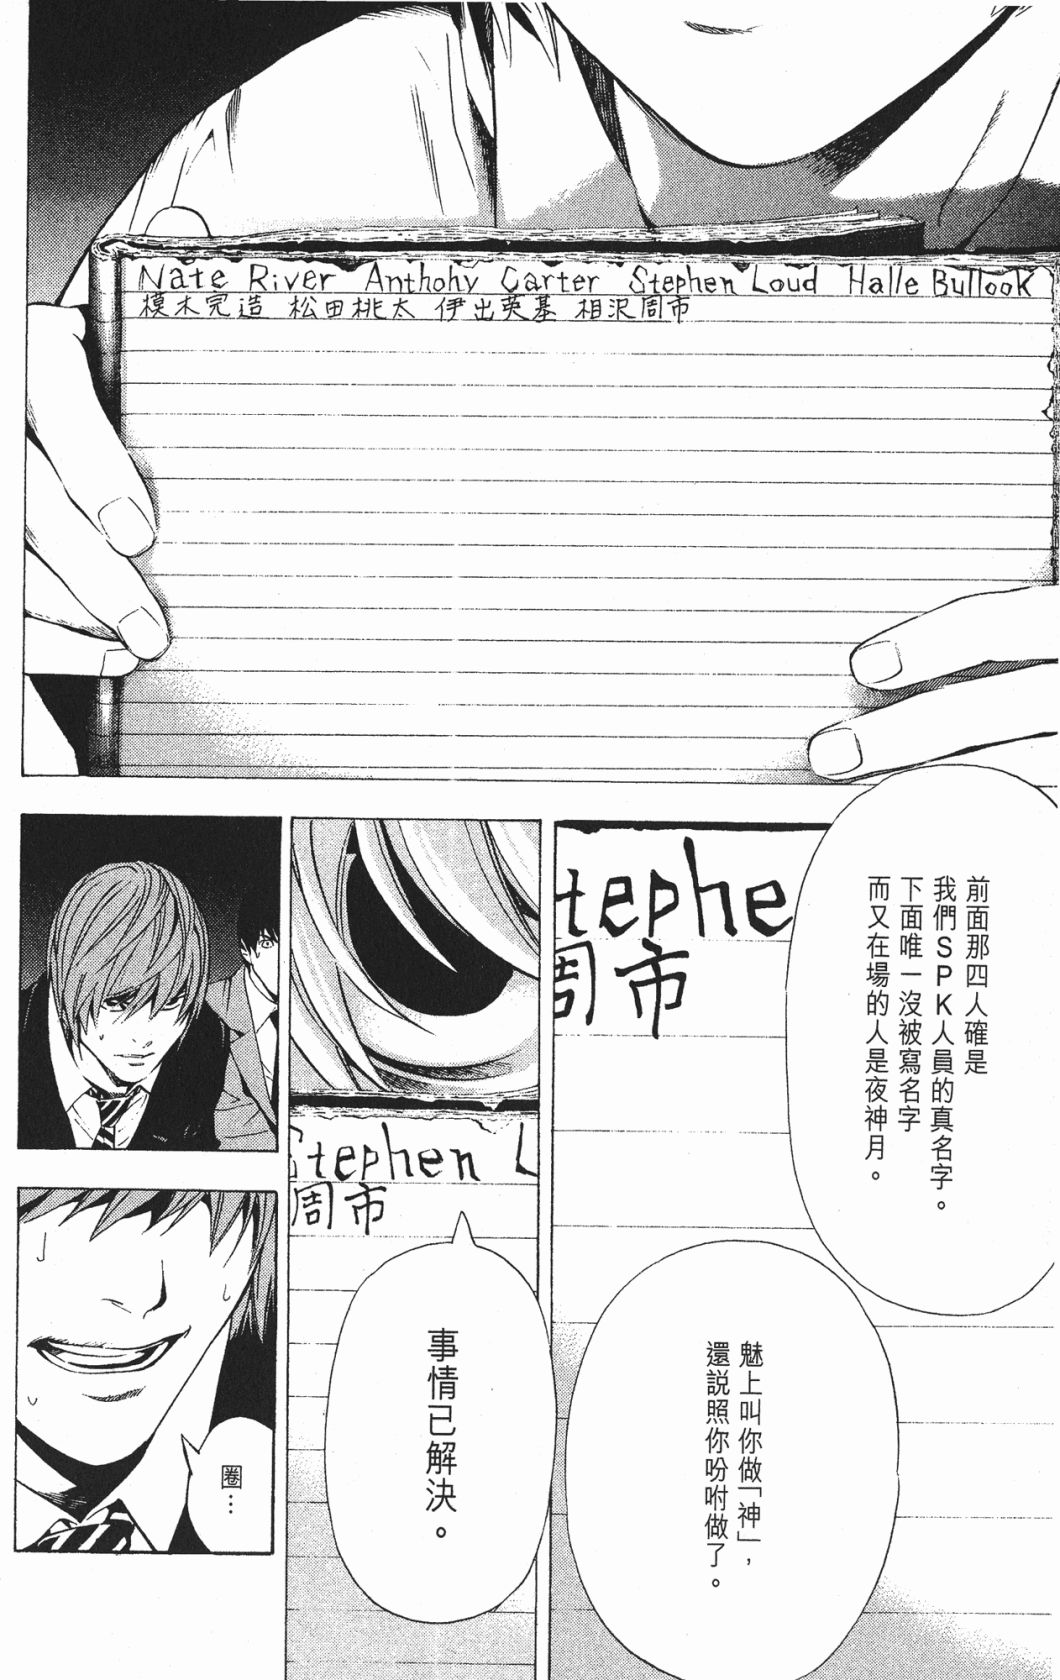 Nate River Anthohy Carter Stephen Loud Halle Bullook
模木完造 松田桃太 伊出英基 相沢周市
前面那四人確是
我們SPK人員的真名字。
下面唯一沒被寫名字
而又在場的人是夜神月。
tephe
周市
魅上叫你做「神」，
還説照你吩咐做了。
Stephen L
周市
事情已解決。
圈…